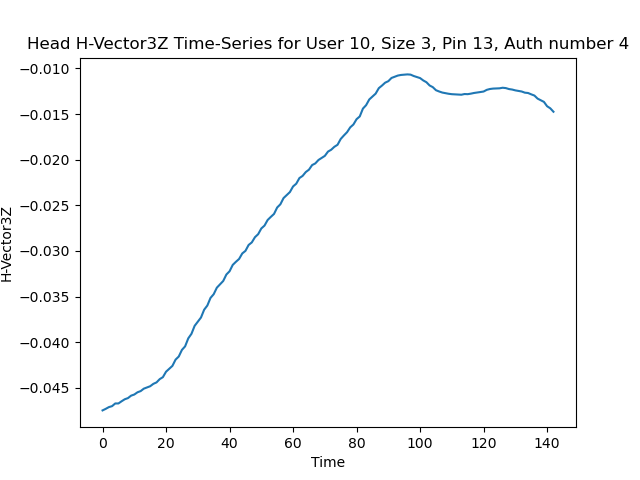 Head H-Vector3Z Time-Series for User 10, Size 3, Pin 13, Auth number 4
−0.010
−0.015
−0.020
−0.025
−0.030
−0.035
−0.040
−0.045
H-Vector3Z
0 20 40 60 80 100 120 140
Time